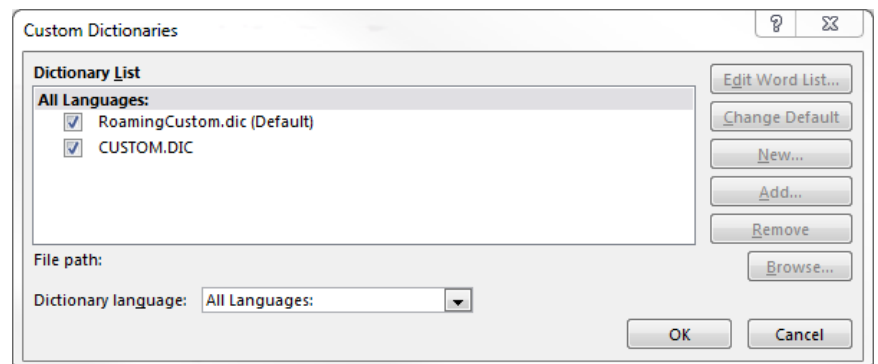 Custom Dictionaries
Dictionary List
All Languages:
RoamingCustom.dic (Default)
CUSTOM.DIC
Edit Word List...
Change Default
New...
Add...
Remove
File path:
Browse...
Dictionary language: All Languages:
OK Cancel